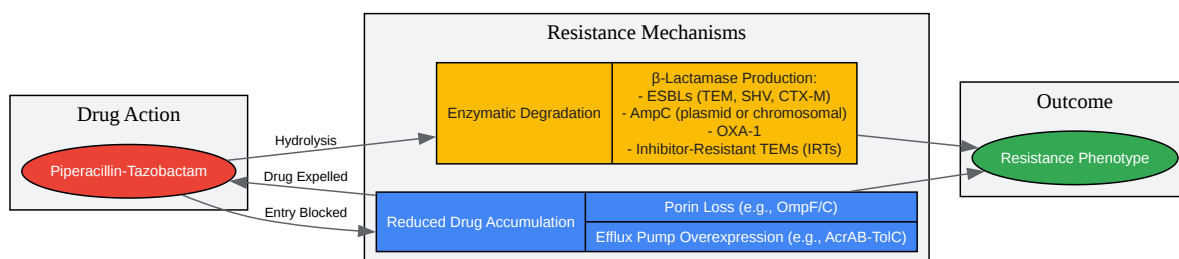 Drug Action
Piperacillin-Tazobactam
Hydrolysis
Drug Expelled
Entry Blocked
Resistance Mechanisms
Enzymatic Degradation
β-Lactamase Production:
- ESBLs (TEM, SHV, CTX-M)
- AmpC (plasmid or chromosomal)
- OXA-1
- Inhibitor-Resistant TEMs (IRTs)
Reduced Drug Accumulation
Porin Loss (e.g., OmpF/C)
Efflux Pump Overexpression (e.g., AcrAB-TolC)
Outcome
Resistance Phenotype